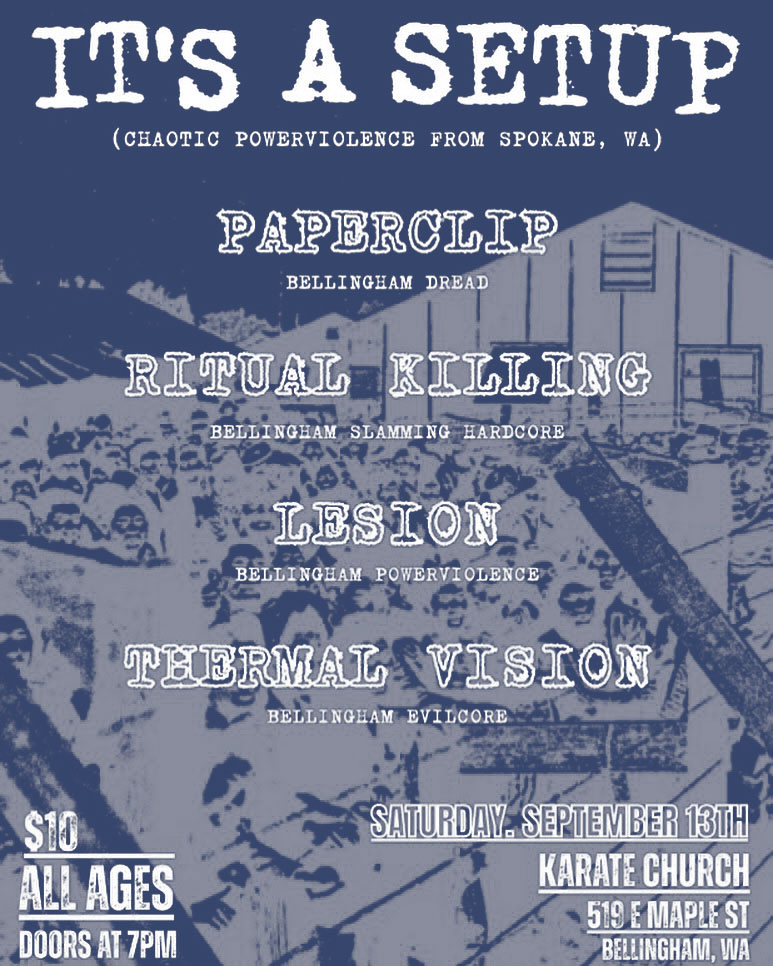 IT'S A SETUP
(CHAOTIC POWERVIOLENCE FROM SPOKANE, WA)
PAPERCLIP
BELLINGHAM DREAD
RITUAL KILLING
BELLINGHAM SLAMMING HARDCORE
LESION
BELLINGHAM POWERVIOLENCE
THERMAL VISION
BELLINGHAM EVILCORE
$10
ALL AGES
DOORS AT 7PM
SATURDAY. SEPTEMBER 13TH
KARATE CHURCH
519 E MAPLE ST
BELLINGHAM, WA